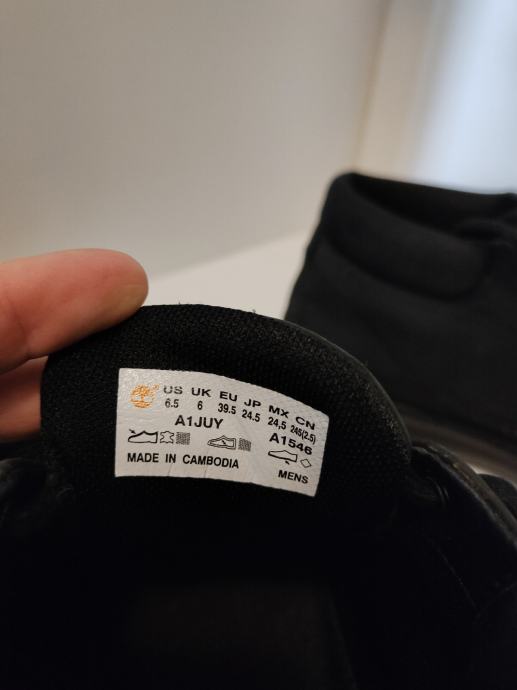 US UK EU JP MX CN
6.5 6 39.5 24.5 24,5 245(2.5)
A1JUY A1546
MADE IN CAMBODIA MENS